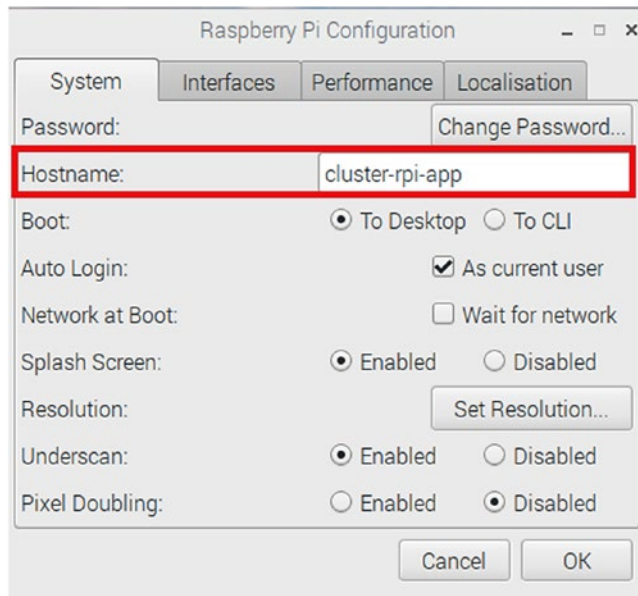 Raspberry Pi Configuration
System Interfaces Performance Localisation
Password: Change Password...
Hostname: cluster-rpi-app
Boot: To Desktop To CLI
Auto Login: As current user
Network at Boot: Wait for network
Splash Screen: Enabled Disabled
Resolution: Set Resolution...
Underscan: Enabled Disabled
Pixel Doubling: Enabled Disabled
Cancel OK